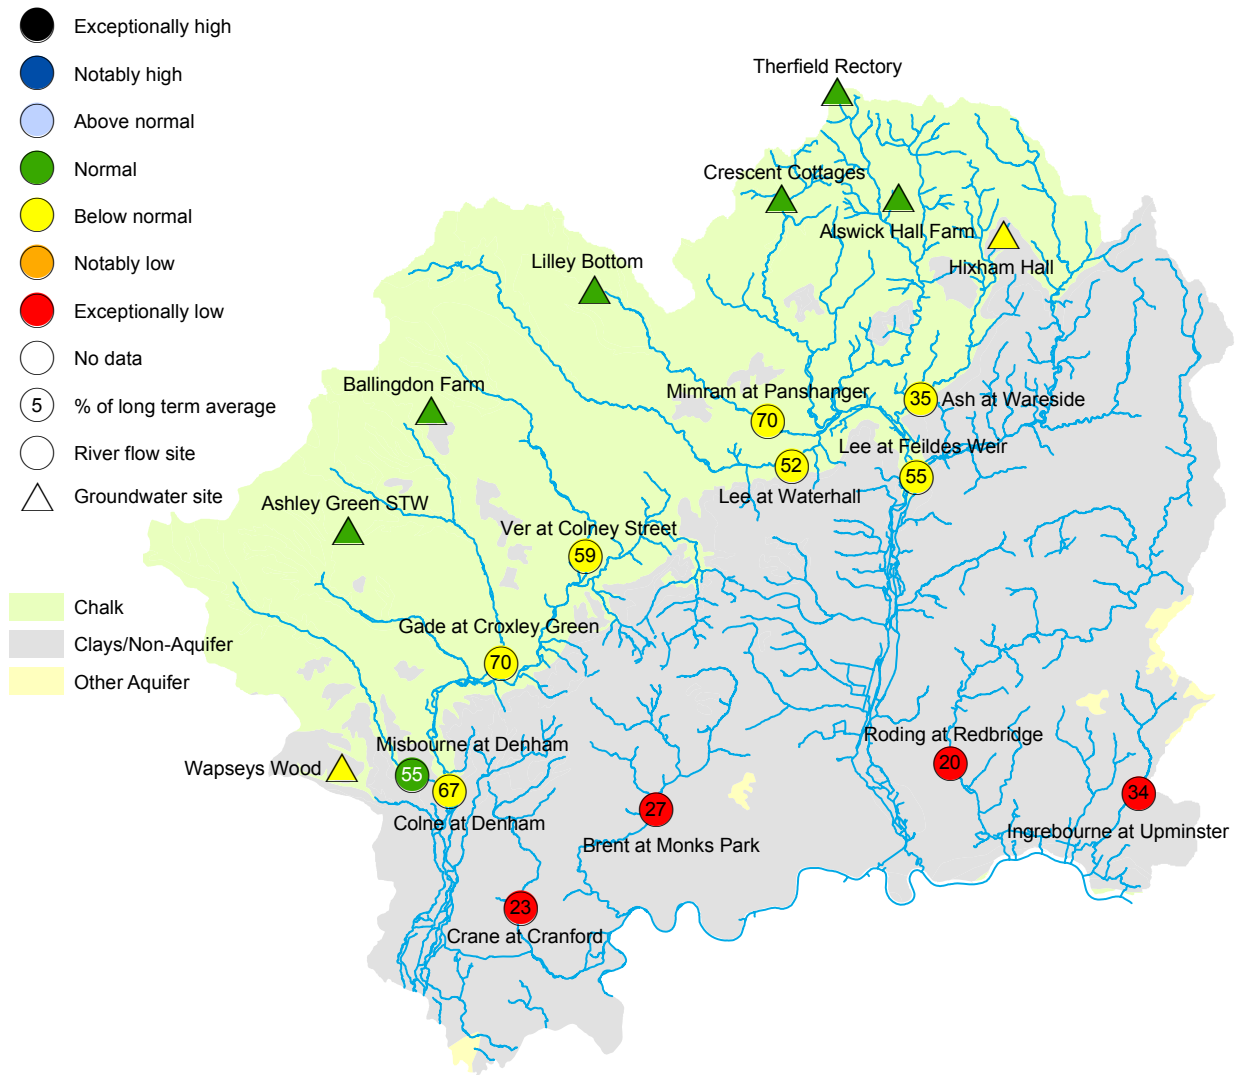 Exceptionally high
Notably high
Above normal
Normal
Below normal
Notably low
Exceptionally low
No data
5 % of long term average
River flow site
Groundwater site
Chalk
Clays/Non-Aquifer
Other Aquifer
Therfield Rectory
Crescent Cottages
Alswick Hall Farm
Hixham Hall
Lilley Bottom
Ballingdon Farm
Mimram at Panshanger
70
35 Ash at Wareside
Lee at Feildes Weir
55
52
Lee at Waterhall
Ashley Green STW
Ver at Colney Street
59
Gade at Croxley Green
70
Misbourne at Denham
Wapseys Wood
55
67
Colne at Denham
Roding at Redbridge
20
34
Ingrebourne at Upminster
27
Brent at Monks Park
23
Crane at Cranford